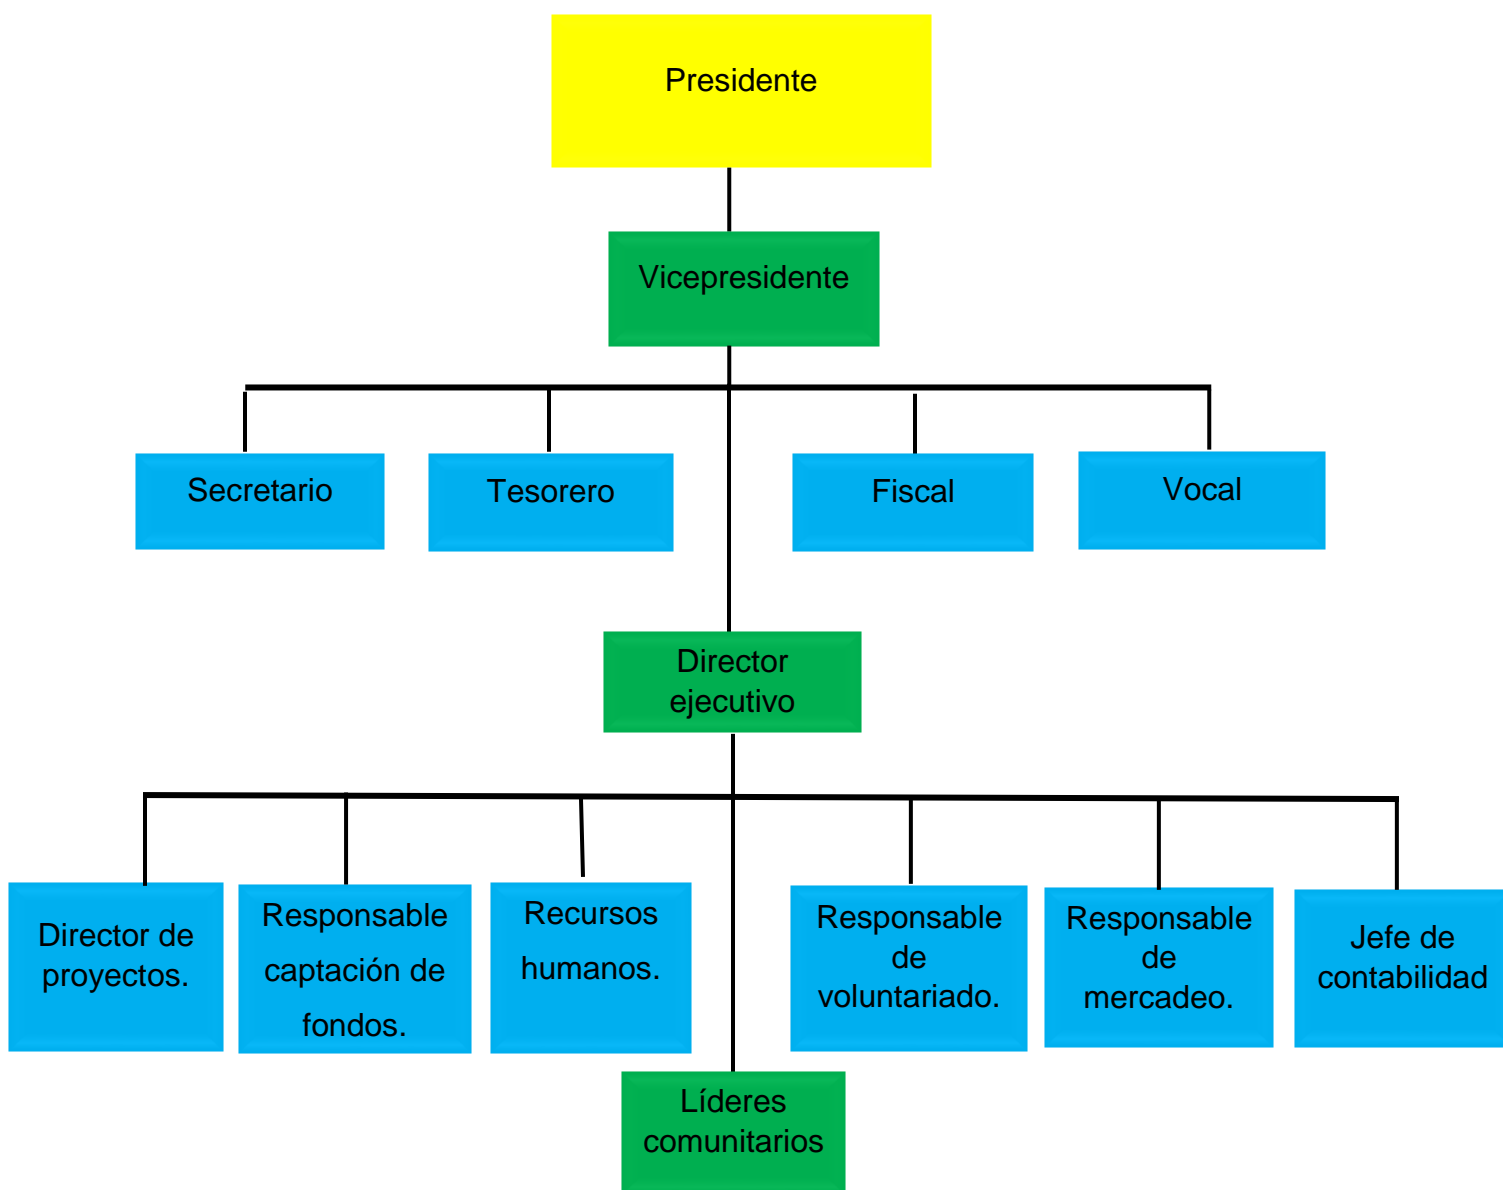 Presidente
Vicepresidente
Secretario
Tesorero
Fiscal
Vocal
Director
ejecutivo
Director de
proyectos.
Responsable
captación de
fondos.
Recursos
humanos.
Responsable
de
voluntariado.
Responsable
de
mercadeo.
Jefe de
contabilidad
Líderes
comunitarios